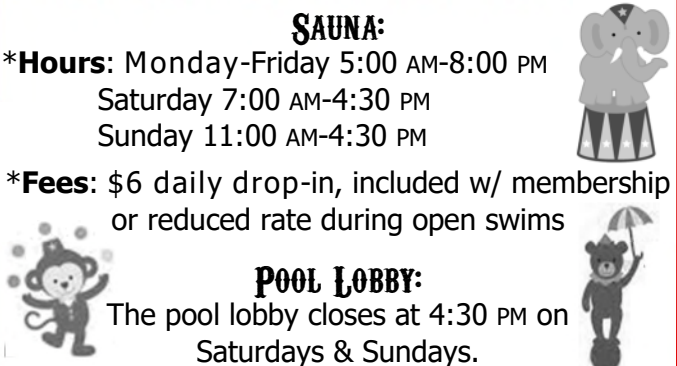 SAUNA:
*Hours: Monday-Friday 5:00 AM-8:00 PM
Saturday 7:00 AM-4:30 PM
Sunday 11:00 AM-4:30 PM
*Fees: $6 daily drop-in, included w/ membership
or reduced rate during open swims
POOL LOBBY:
The pool lobby closes at 4:30 PM on
Saturdays & Sundays.